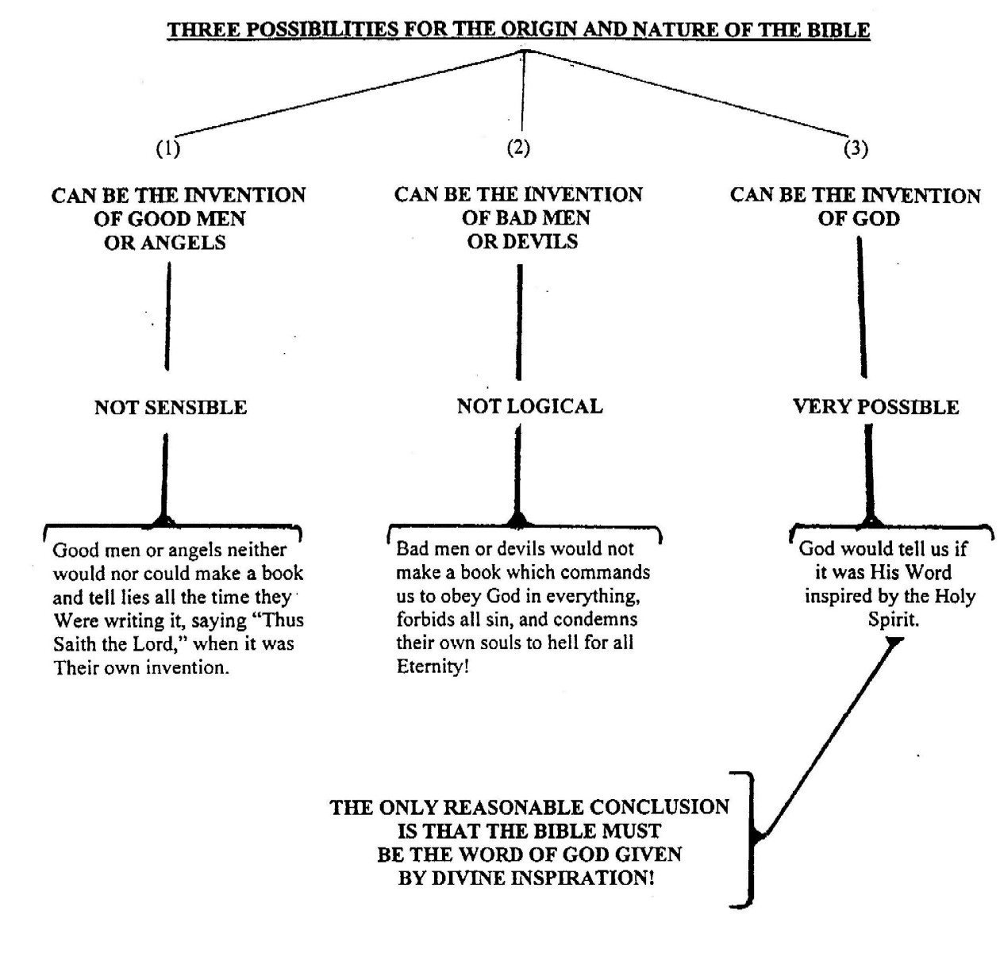 THREE POSSIBILITIES FOR THE ORIGIN AND NATURE OF THE BIBLE
(1)
CAN BE THE INVENTION
OF GOOD MEN
OR ANGELS
NOT SENSIBLE
Good men or angels neither
would nor could make a book
and tell lies all the time they
Were writing it, saying “Thus
Saith the Lord,” when it was
Their own invention.
(2)
CAN BE THE INVENTION
OF BAD MEN
OR DEVILS
NOT LOGICAL
Bad men or devils would not
make a book which commands
us to obey God in everything,
forbids all sin, and condemns
their own souls to hell for all
Eternity!
(3)
CAN BE THE INVENTION
OF GOD
VERY POSSIBLE
God would tell us if
it was His Word
inspired by the Holy
Spirit.
THE ONLY REASONABLE CONCLUSION
IS THAT THE BIBLE MUST
BE THE WORD OF GOD GIVEN
BY DIVINE INSPIRATION!